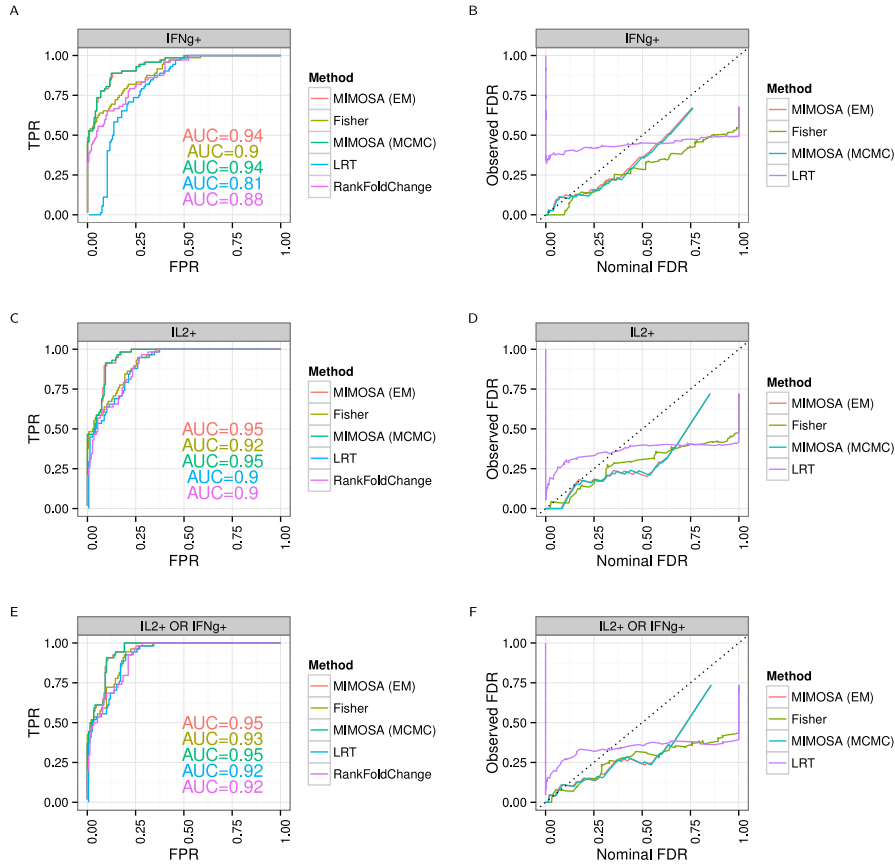 A
IFNg+
1.00
0.75
0.50
0.25
0.00
TPR
0.00
0.25
0.50
0.75
1.00
FPR
AUC=0.94
AUC=0.9
AUC=0.94
AUC=0.81
AUC=0.88
Method
MIMOSA (EM)
Fisher
MIMOSA (MCMC)
LRT
RankFoldChange
B
IFNg+
1.00
0.75
0.50
0.25
0.00
Observed FDR
0.00
0.25
0.50
0.75
1.00
Nominal FDR
Method
MIMOSA (EM)
Fisher
MIMOSA (MCMC)
LRT
C
IL2+
1.00
0.75
0.50
0.25
0.00
TPR
0.00
0.25
0.50
0.75
1.00
FPR
AUC=0.95
AUC=0.92
AUC=0.95
AUC=0.9
AUC=0.9
Method
MIMOSA (EM)
Fisher
MIMOSA (MCMC)
LRT
RankFoldChange
D
IL2+
1.00
0.75
0.50
0.25
0.00
Observed FDR
0.00
0.25
0.50
0.75
1.00
Nominal FDR
Method
MIMOSA (EM)
Fisher
MIMOSA (MCMC)
LRT
E
IL2+ OR IFNg+
1.00
0.75
0.50
0.25
0.00
TPR
0.00
0.25
0.50
0.75
1.00
FPR
AUC=0.95
AUC=0.93
AUC=0.95
AUC=0.92
AUC=0.92
Method
MIMOSA (EM)
Fisher
MIMOSA (MCMC)
LRT
RankFoldChange
F
IL2+ OR IFNg+
1.00
0.75
0.50
0.25
0.00
Observed FDR
0.00
0.25
0.50
0.75
1.00
Nominal FDR
Method
MIMOSA (EM)
Fisher
MIMOSA (MCMC)
LRT